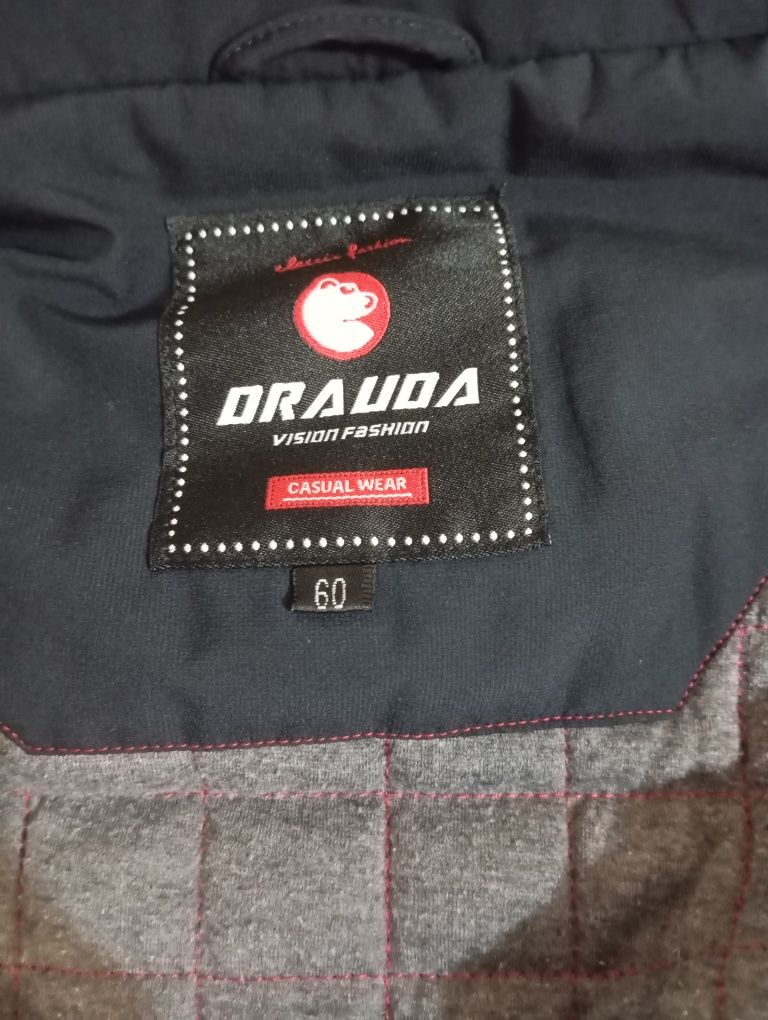 classic fashion
DRAUDA
VISION FASHION
CASUAL WEAR
60